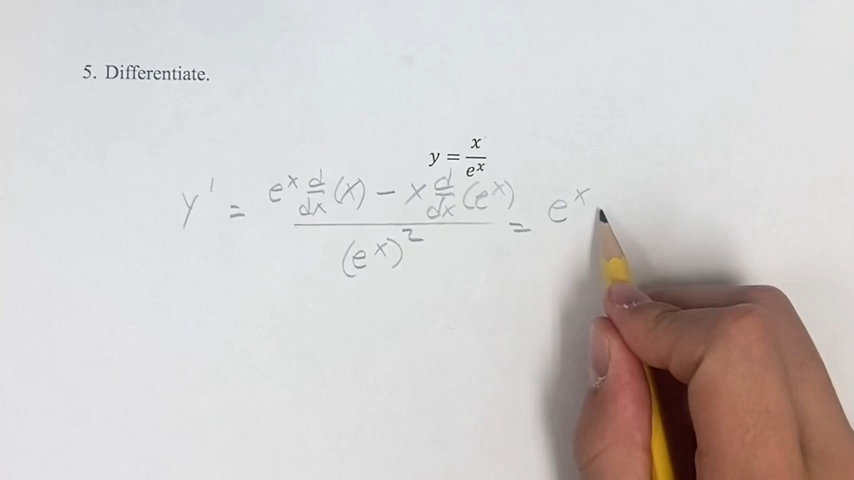 5. Differentiate.
y = x / e^x
y' = (e^x d/dx (x) − x d/dx (e^x)) / (e^x)^2 = e^x